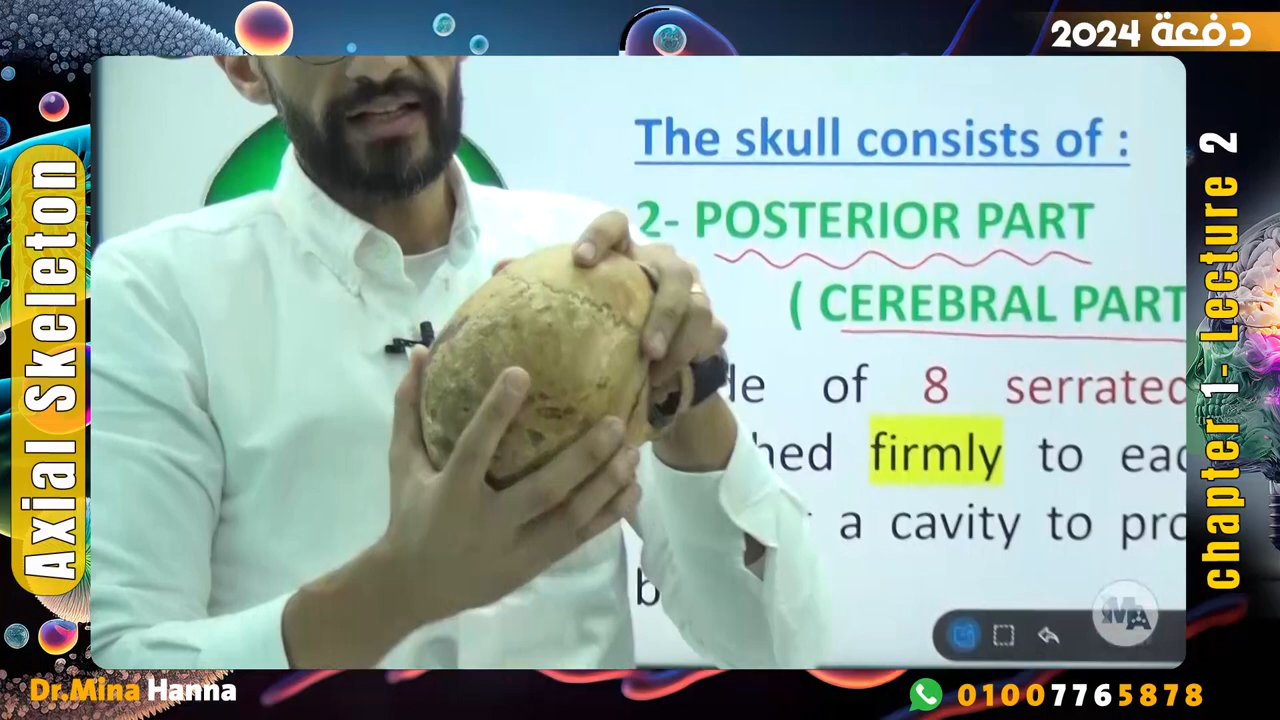 دفعة 2024
The skull consists of :
2- POSTERIOR PART
( CEREBRAL PART
of 8 serrated
firmly to
a cavity to
Axial Skeleton
chapter 1- Lecture 2
MA
Dr.Mina Hanna
01007765878